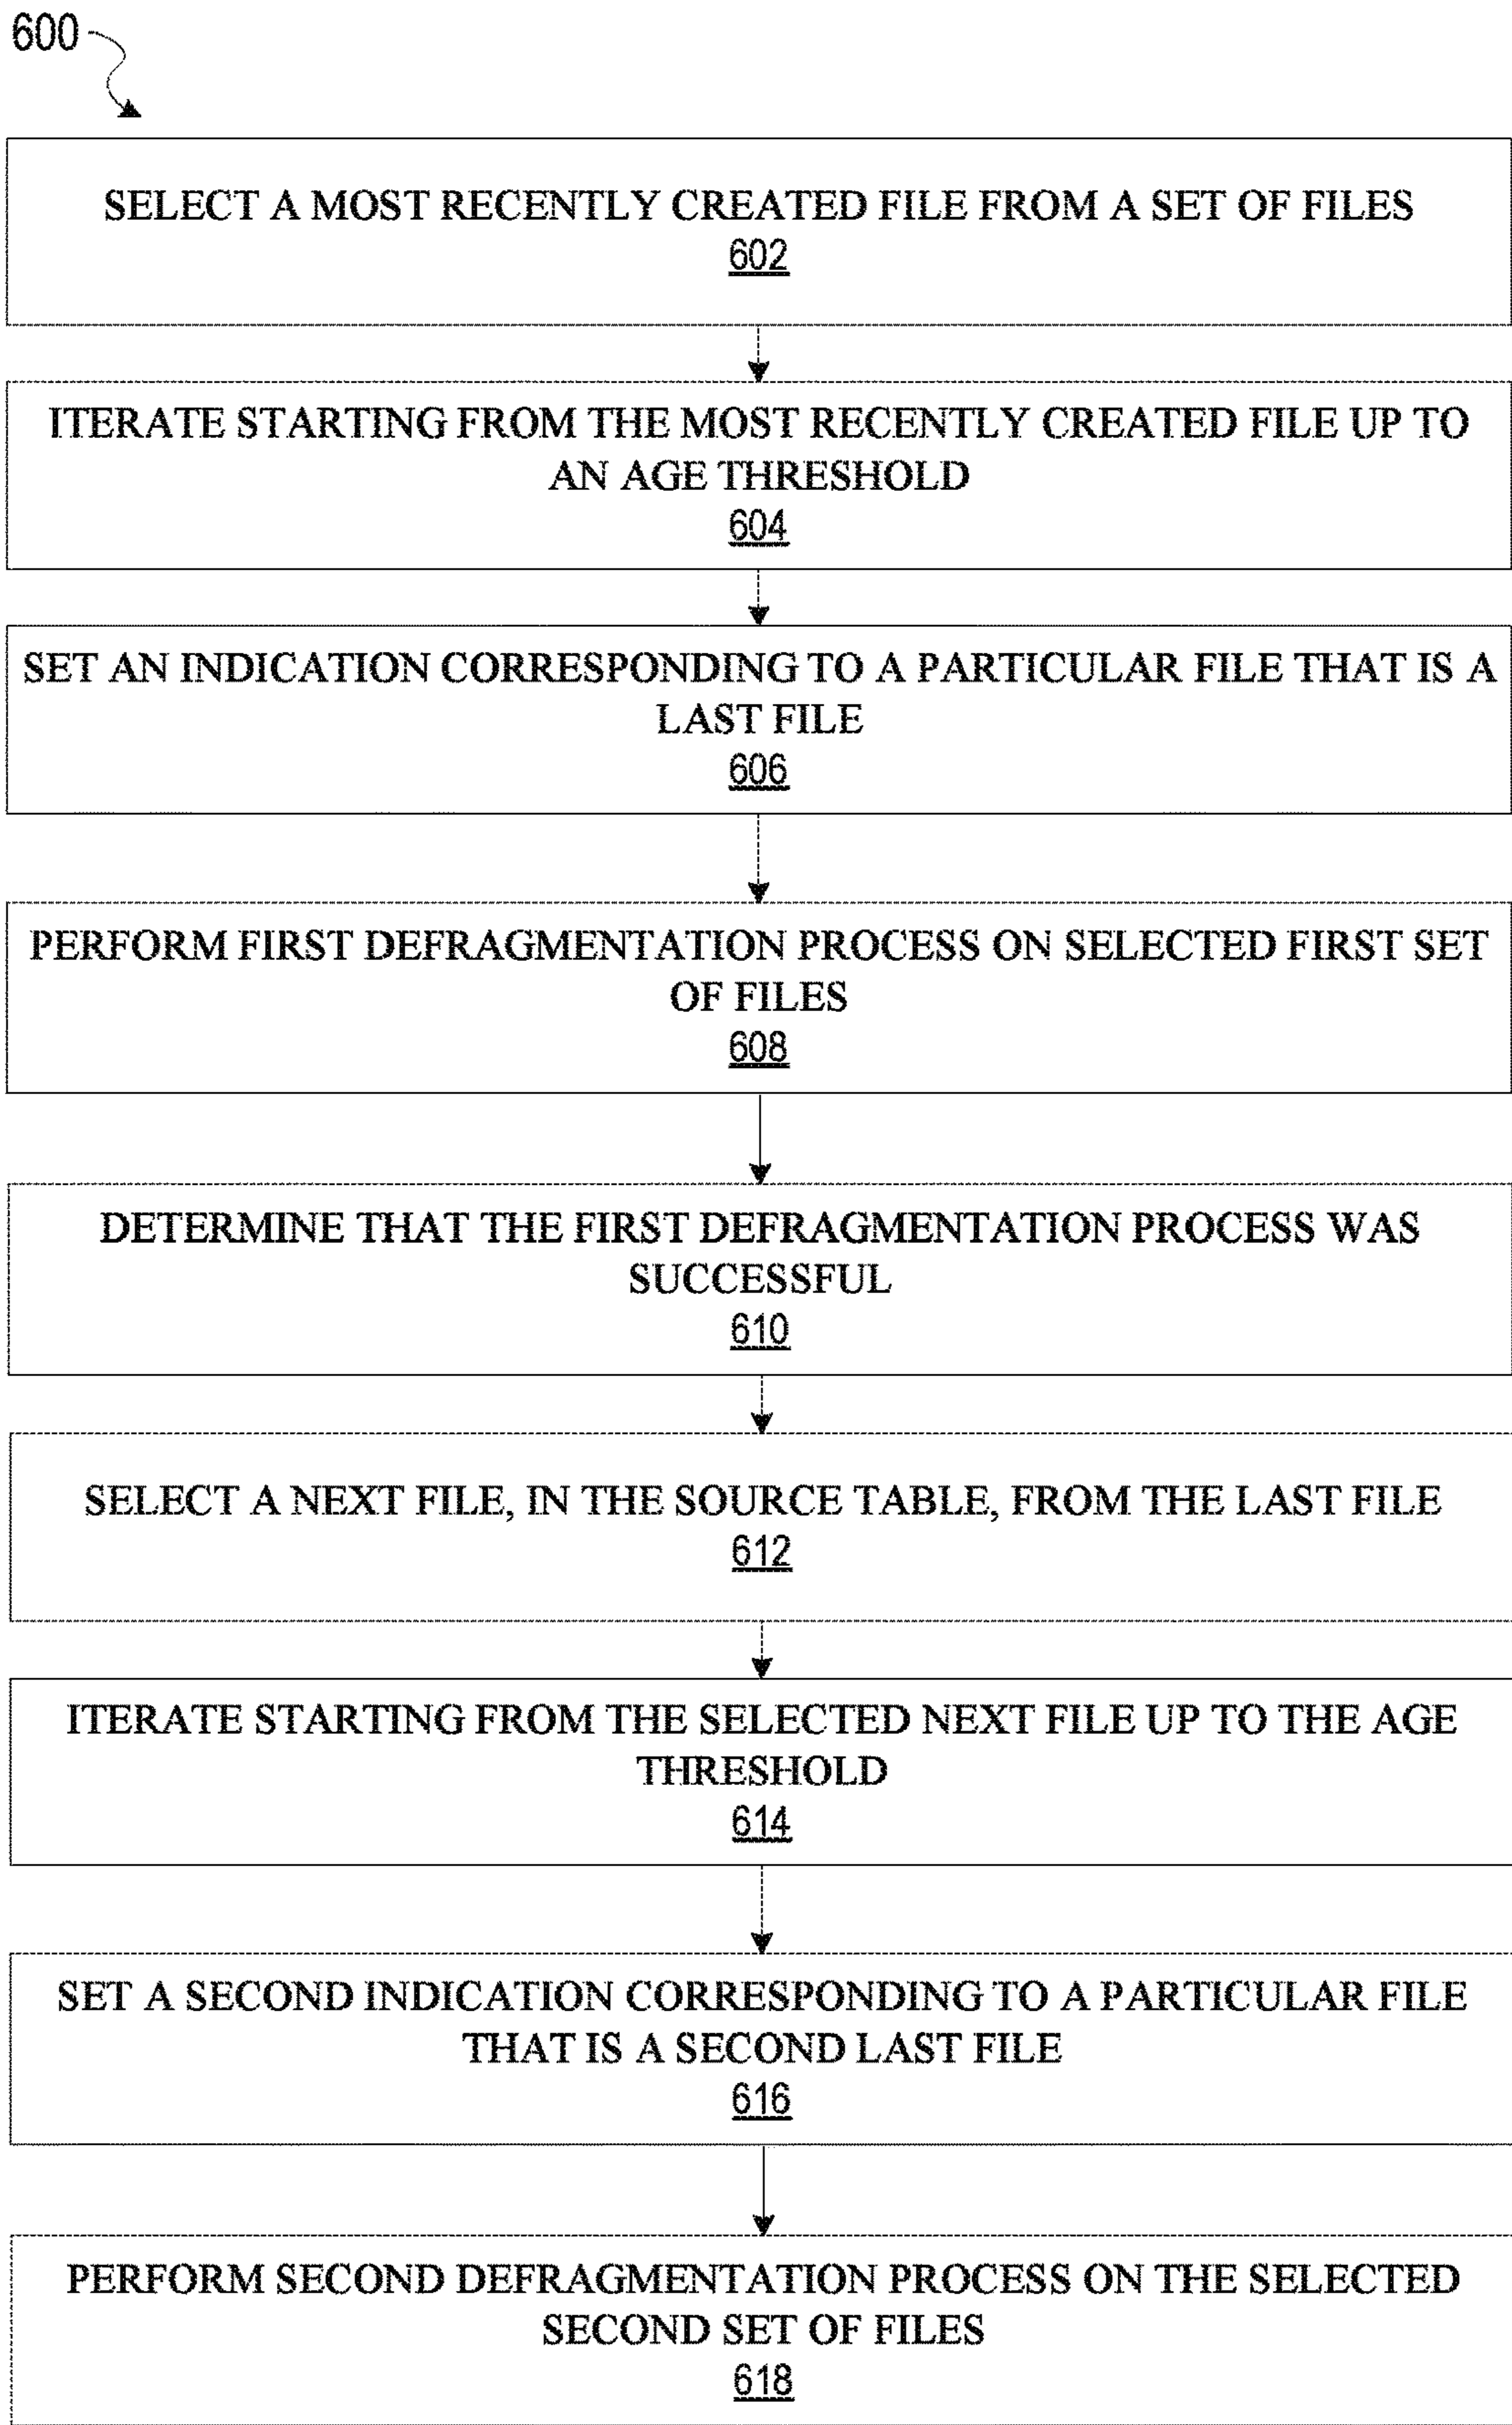 600
SELECT A MOST RECENTLY CREATED FILE FROM A SET OF FILES
602
ITERATE STARTING FROM THE MOST RECENTLY CREATED FILE UP TO
AN AGE THRESHOLD
604
SET AN INDICATION CORRESPONDING TO A PARTICULAR FILE THAT IS A
LAST FILE
606
PERFORM FIRST DEFRAGMENTATION PROCESS ON SELECTED FIRST SET
OF FILES
608
DETERMINE THAT THE FIRST DEFRAGMENTATION PROCESS WAS
SUCCESSFUL
610
SELECT A NEXT FILE, IN THE SOURCE TABLE, FROM THE LAST FILE
612
ITERATE STARTING FROM THE SELECTED NEXT FILE UP TO THE AGE
THRESHOLD
614
SET A SECOND INDICATION CORRESPONDING TO A PARTICULAR FILE
THAT IS A SECOND LAST FILE
616
PERFORM SECOND DEFRAGMENTATION PROCESS ON THE SELECTED
SECOND SET OF FILES
618